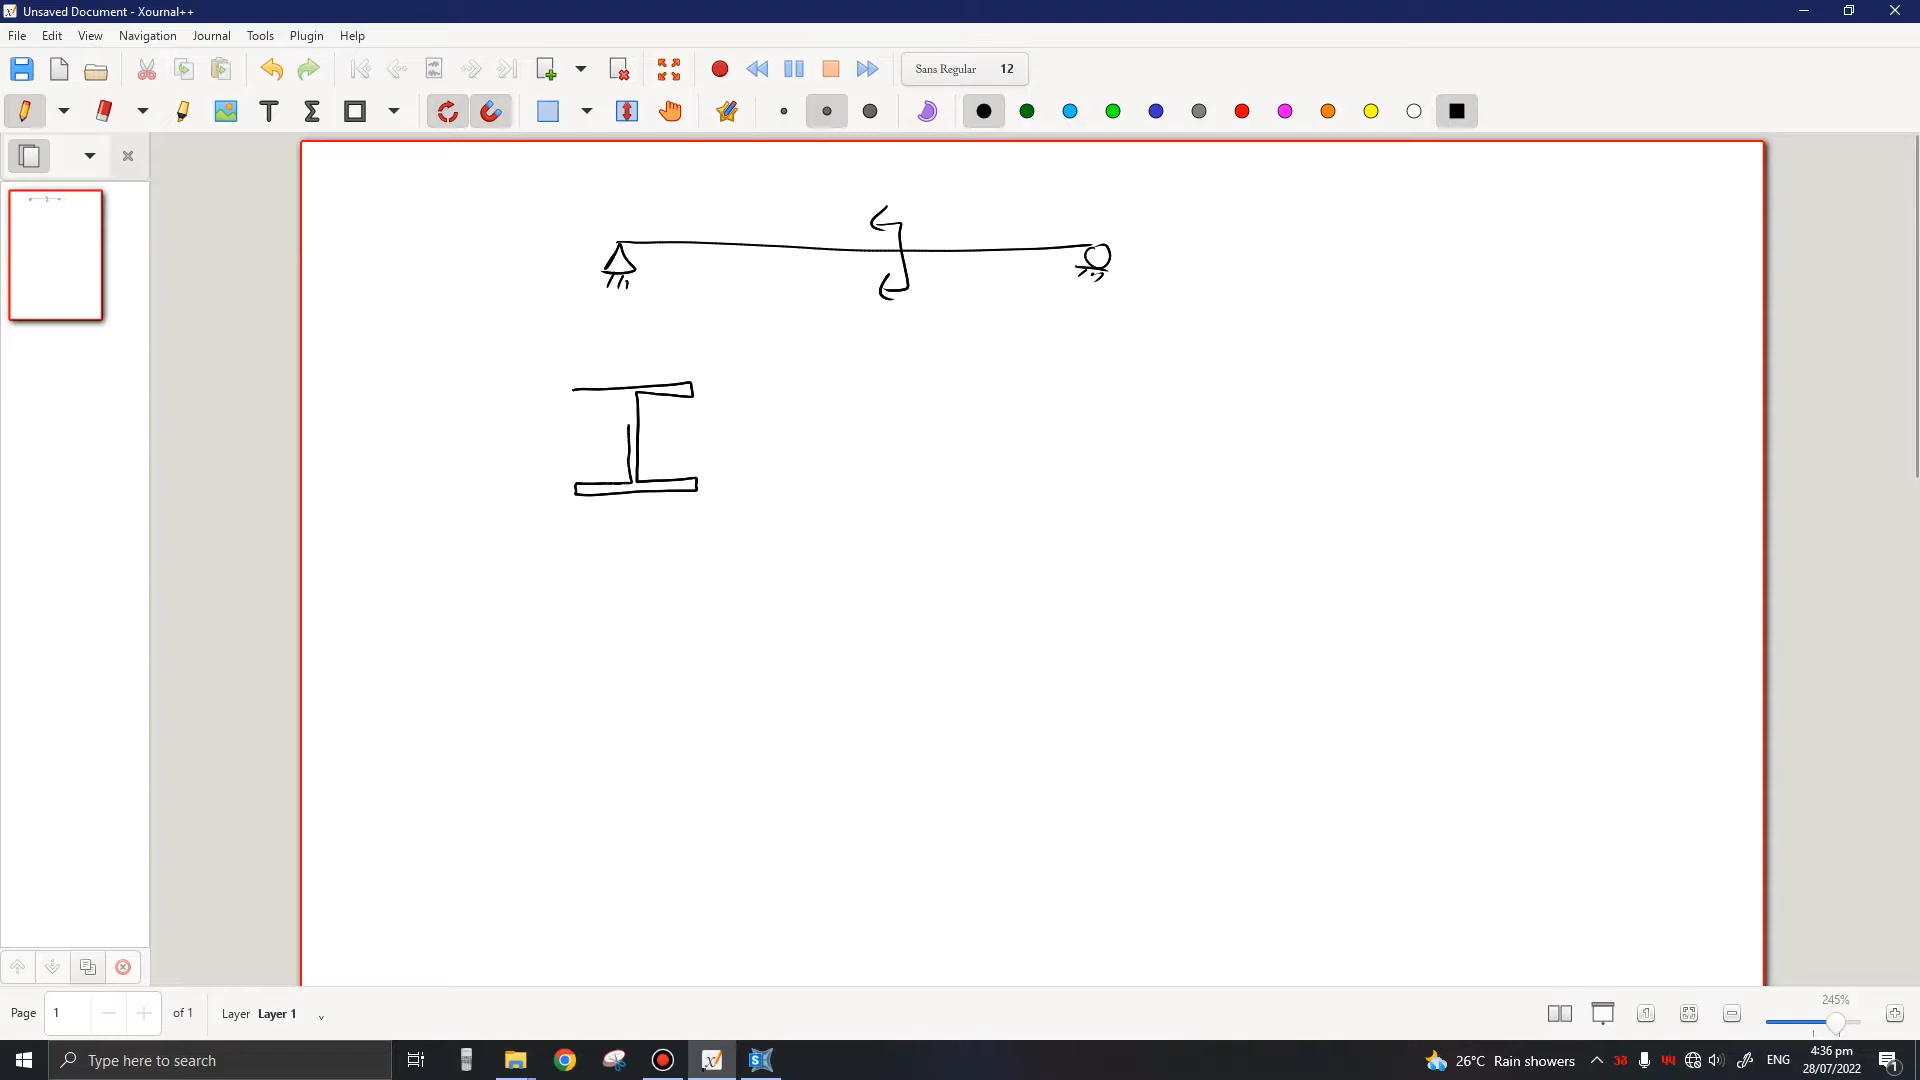 Unsaved Document - Xournal++
File Edit View Navigation Journal Tools Plugin Help
Sans Regular 12
Page 1 of 1 Layer Layer 1
245%
Type here to search
26°C Rain showers
ENG
4:36 pm
28/07/2022